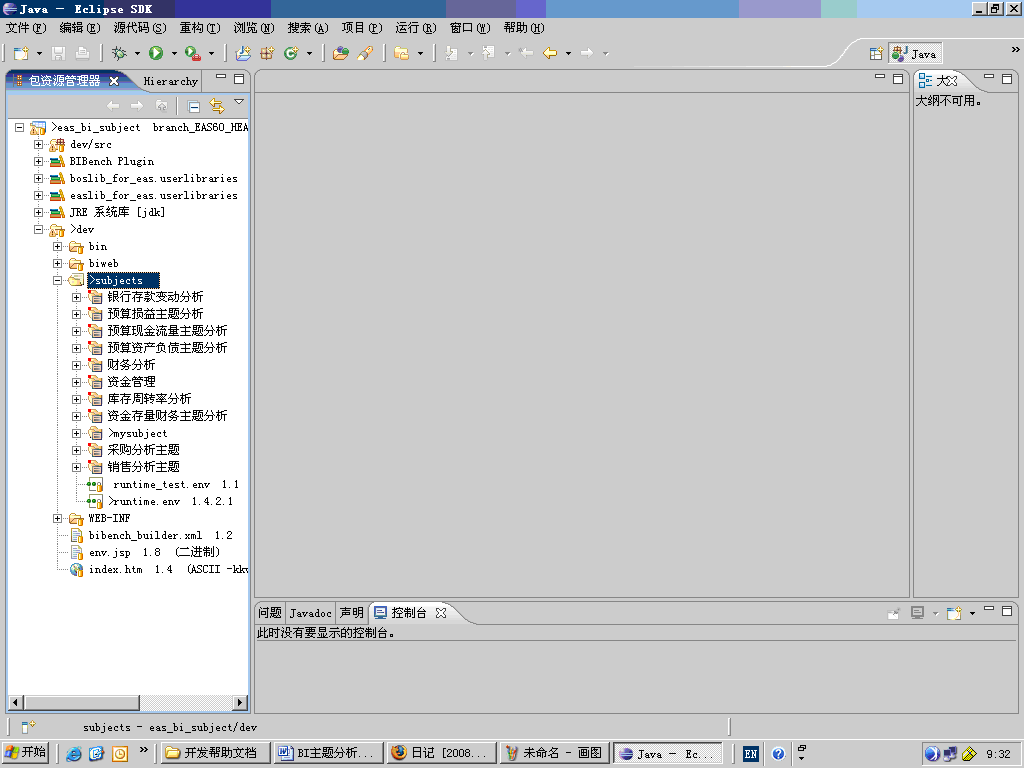 Java - Eclipse SDK
文件(F) 编辑(E) 源代码(S) 重构(T) 浏览(N) 搜索(A) 项目(P) 运行(R) 窗口(W) 帮助(H)
Java
包资源管理器 Hierarchy
大
大纲不可用。
>eas_bi_subject branch_EAS60_HEA
dev/src
BIBench Plugin
boslib_for_eas.userlibraries
easlib_for_eas.userlibraries
JRE 系统库 [jdk]
>dev
bin
biweb
>subjects
银行存款变动分析
预算损益主题分析
预算现金流量主题分析
预算资产负债主题分析
财务分析
资金管理
库存周转率分析
资金存量财务主题分析
>mysubject
采购分析主题
销售分析主题
runtime_test.env 1.1
>runtime.env 1.4.2.1
WEB-INF
bibench_builder.xml 1.2
env.jsp 1.8 (二进制)
index.htm 1.4 (ASCII -kkv
问题 Javadoc 声明 控制台
此时没有要显示的控制台。
subjects - eas_bi_subject/dev
开始 开发帮助文档 BI主题分析... 日记 [2008... 未命名 - 画图 Java - Ec... EN 9:32